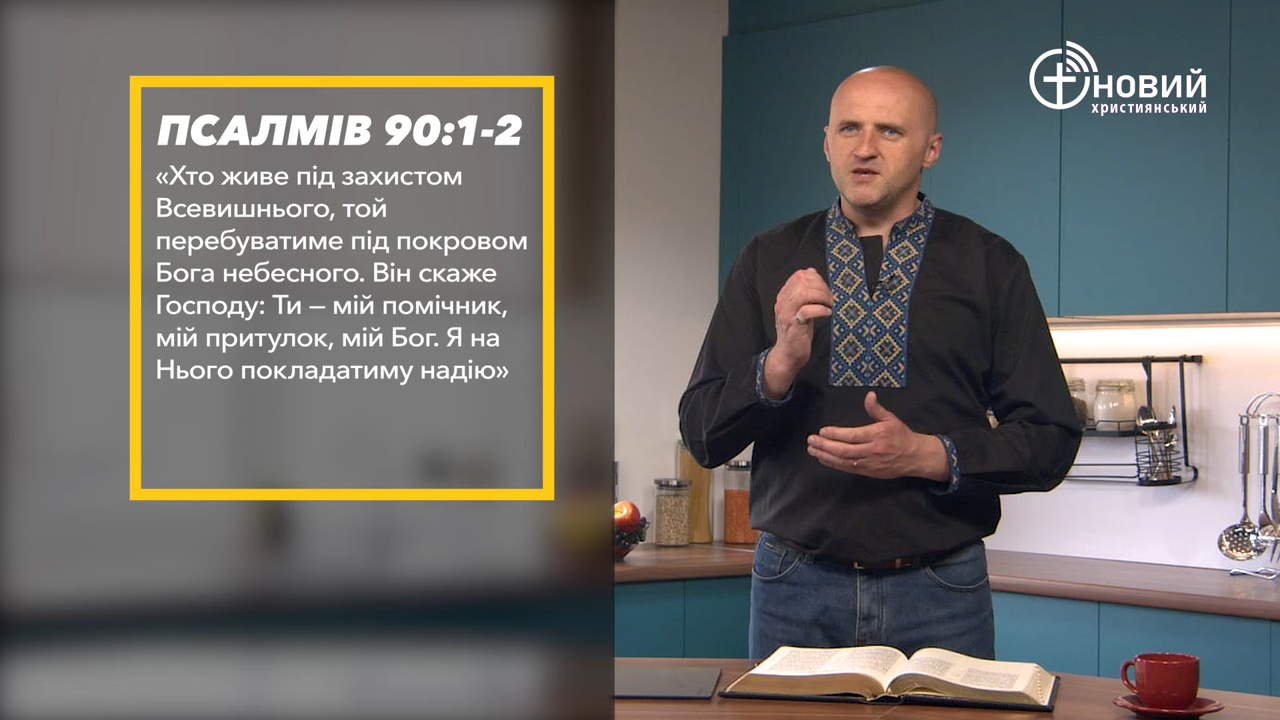 ПСАЛМІВ 90:1-2
«Хто живе під захистом
Всевишнього, той
перебуватиме під покровом
Бога небесного. Він скаже
Господу: Ти — мій помічник,
мій притулок, мій Бог. Я на
Нього покладатиму надію»
НОВИЙ
християнський